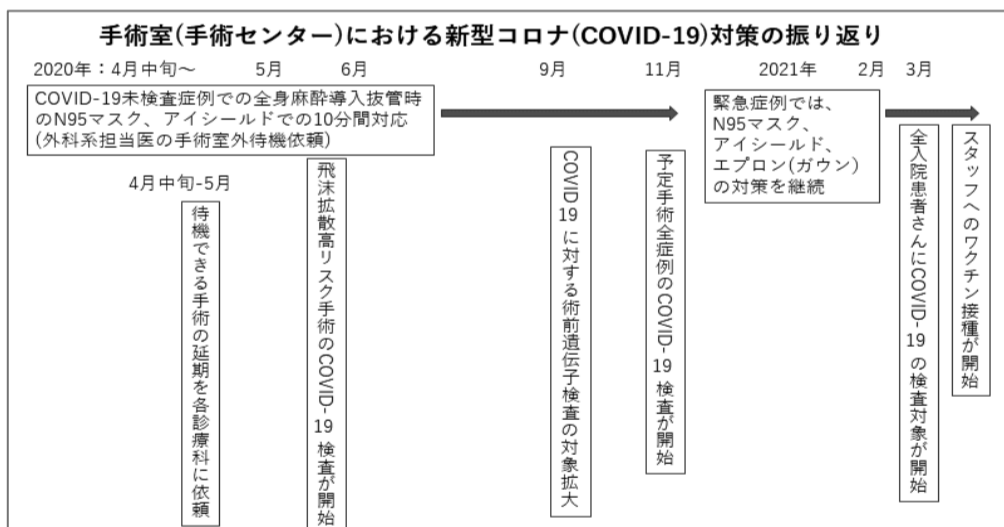 手術室(手術センター)における新型コロナ(COVID-19)対策の振り返り
2020年：4月中旬～ 5月 6月 9月 11月 2021年 2月 3月
COVID-19未検査症例での全身麻酔導入抜管時
のN95マスク、アイシールドでの10分間対応
(外科系担当医の手術室外待機依頼)
緊急症例では、
N95マスク、
アイシールド、
エプロン(ガウン)
の対策を継続
4月中旬-5月
待機できる手術の延期を各診療科に依頼
飛沫拡散高リスク手術のCOVID-19 検査が開始
COVID19 に対する術前遺伝子検査の対象拡大
予定手術全症例のCOVID-19 検査が開始
全入院患者さんにCOVID-19 の検査対象が開始
スタッフへのワクチン接種が開始